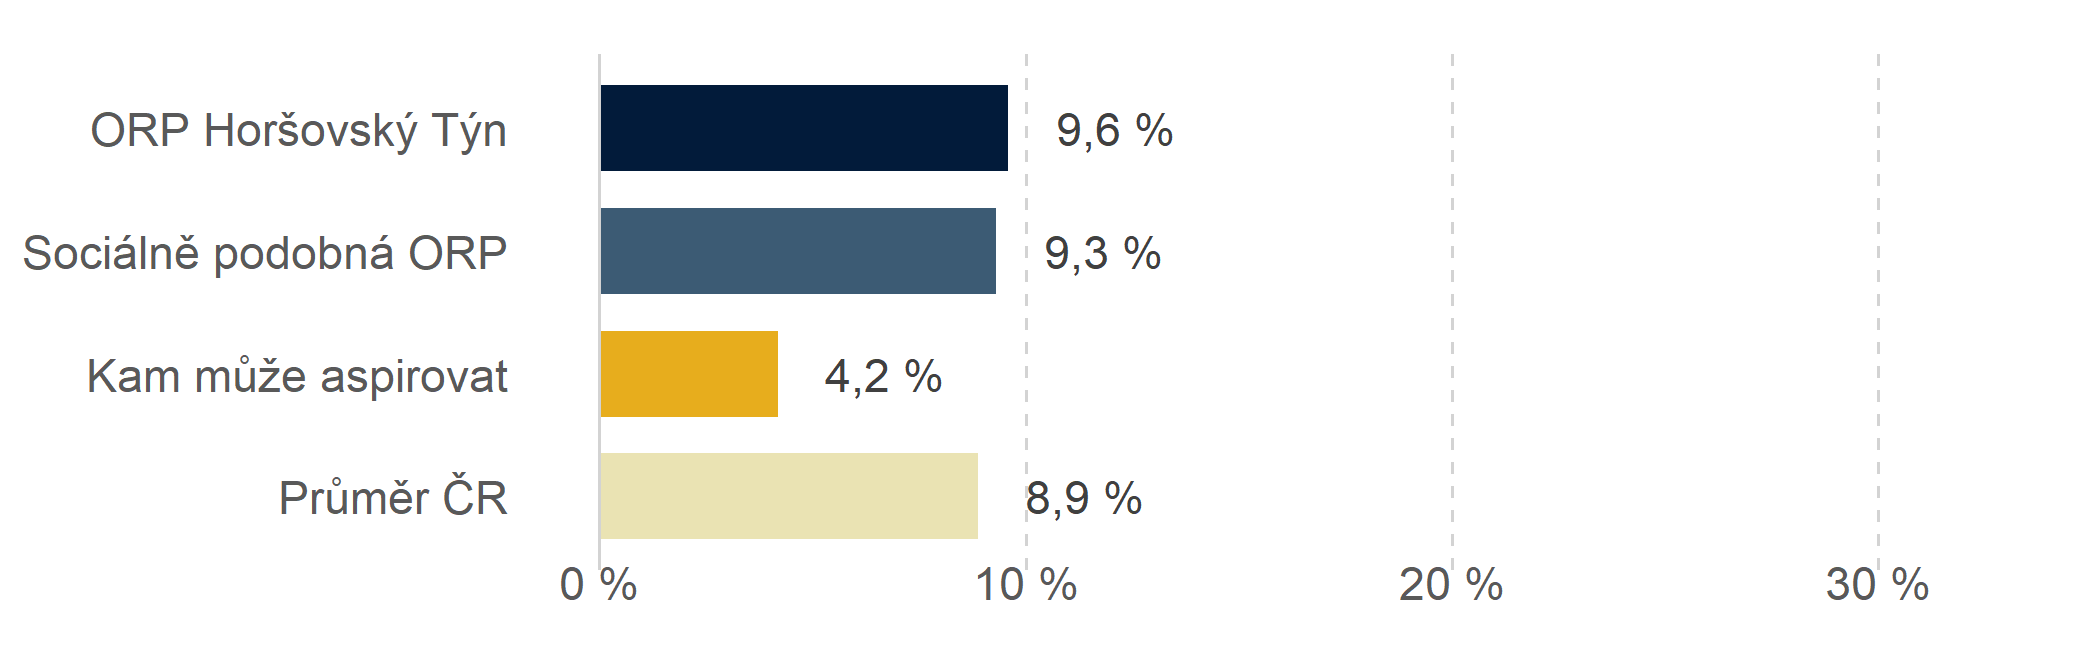 ORP Horšovský Týn
9,6 %
Sociálně podobná ORP
9,3 %
Kam může aspirovat
4,2 %
Průměr ČR
8,9 %
0 %
10 %
20 %
30 %